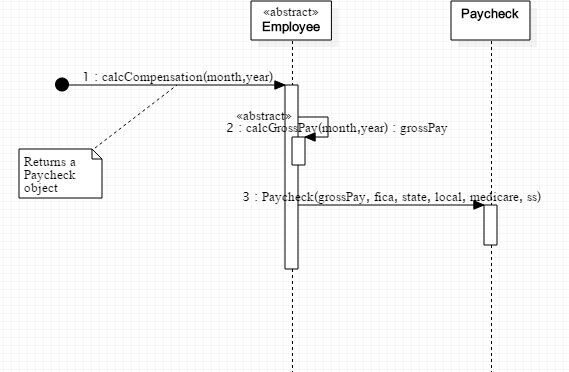 «abstract»
Employee
Paycheck
1 : calcCompensation(month,year)
«abstract»
2 : calcGrossPay(month,year) : grossPay
Returns a
Paycheck
object
3 : Paycheck(grossPay, fica, state, local, medicare, ss)